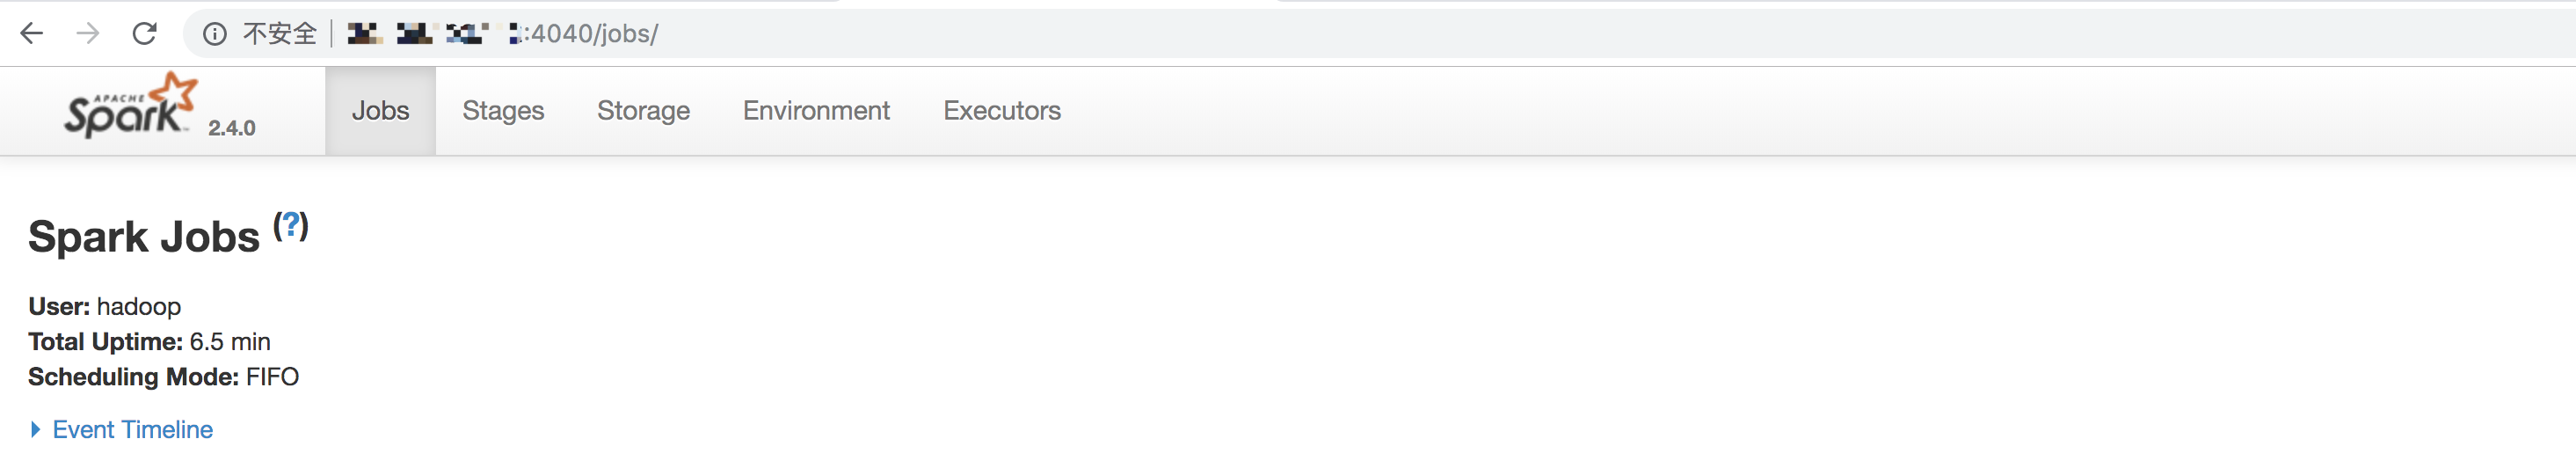 不安全 :4040/jobs/
APACHE
Spark 2.4.0 Jobs Stages Storage Environment Executors
Spark Jobs (?)
User: hadoop
Total Uptime: 6.5 min
Scheduling Mode: FIFO
Event Timeline